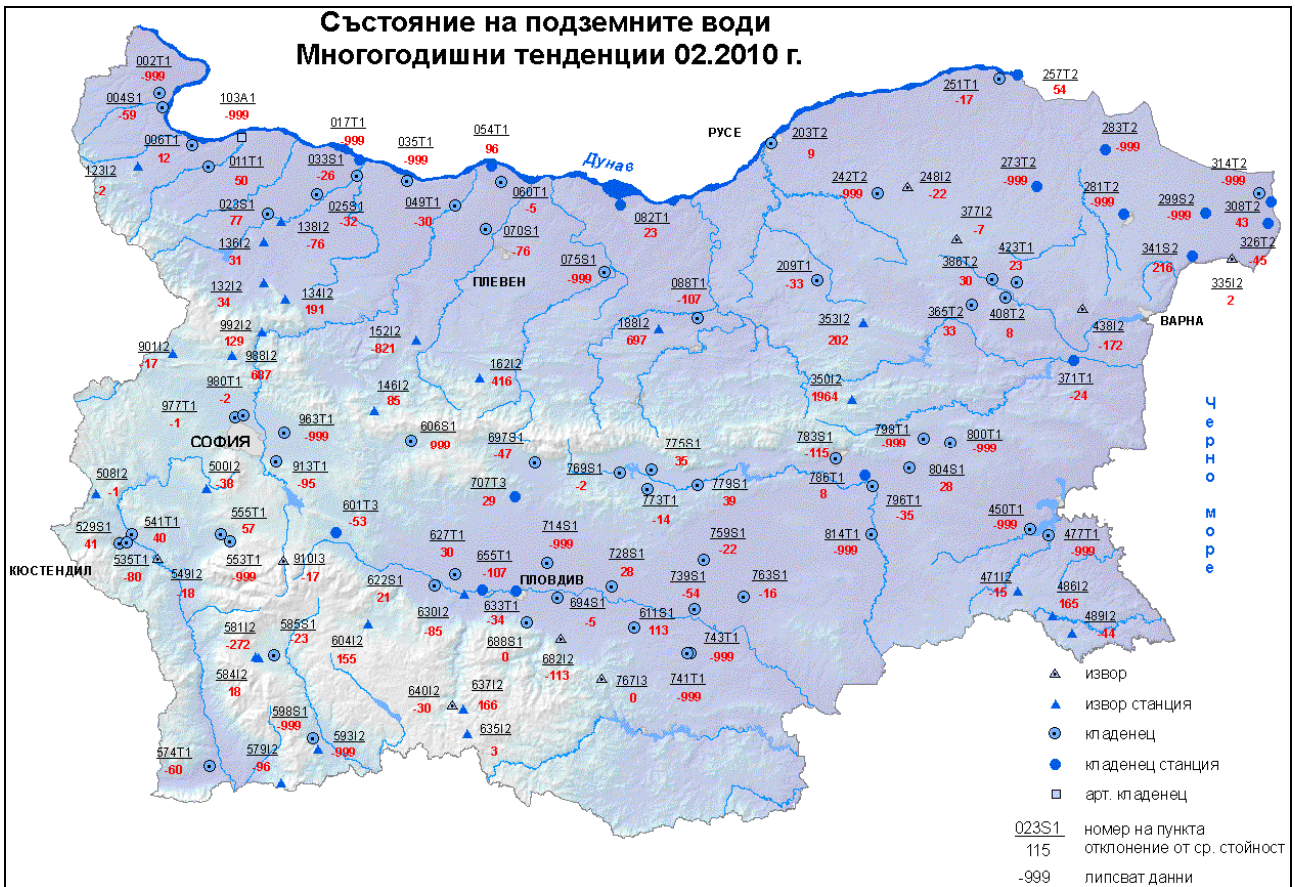 Състояние на подземните води
Многогодишни тенденции 02.2010 г.
002T1
-999
004S1
-59
103A1
-999
006T1
12
123I2
-2
011T1
50
017T1
-999
033S1
-26
035T1
-999
054T1
96
060T1
-5
049T1
-30
025S1
-32
023S1
77
138I2
-76
136I2
31
070S1
-76
ПЛЕВЕН
075S1
-999
082T1
23
Дунав
РУСЕ
203T2
9
251T1
-17
257T2
54
283T2
-999
242T2
-999
248I2
-22
273T2
-999
281T2
-999
299S2
-999
314T2
-999
308T2
43
326T2
-45
335I2
2
341S2
216
377I2
-7
386T2
30
423T1
23
209T1
-33
365T2
33
408T2
8
438I2
-172
ВАРНА
132I2
34
134I2
191
992I2
129
988I2
687
901I2
-17
152I2
-821
188I2
697
088T1
-107
353I2
202
350I2
1964
371T1
-24
162I2
416
146I2
85
980T1
-2
977T1
-1
СОФИЯ
963T1
-999
913T1
-95
606S1
999
697S1
-47
769S1
-2
775S1
35
773T1
-14
779S1
39
783S1
-115
786T1
8
798T1
-999
800T1
-999
804S1
28
796T1
-35
814T1
-999
450T1
-999
477T1
-999
471I2
-15
486I2
165
489I2
-44
508I2
-1
500I2
-38
529S1
41
541T1
40
555T1
57
КЮСТЕНДИЛ
535T1
-80
549I2
18
553T1
-999
910I3
-17
601T3
-53
707T3
29
627T1
30
655T1
-107
714S1
-999
ПЛОВДИВ
728S1
28
759S1
-22
739S1
-54
763S1
-16
622S1
21
630I2
-85
633T1
-34
694S1
-5
611S1
113
688S1
0
682I2
-113
743T1
-999
741T1
-999
767I3
0
581I2
-272
585S1
-23
604I2
155
584I2
18
640I2
-30
637I2
166
635I2
3
598S1
-999
593I2
-999
574T1
-60
579I2
-96
Черно море
извор
извор станция
кладенец
кладенец станция
арт. кладенец
023S1 номер на пункта
115 отклонение от ср. стойност
-999 липсват данни